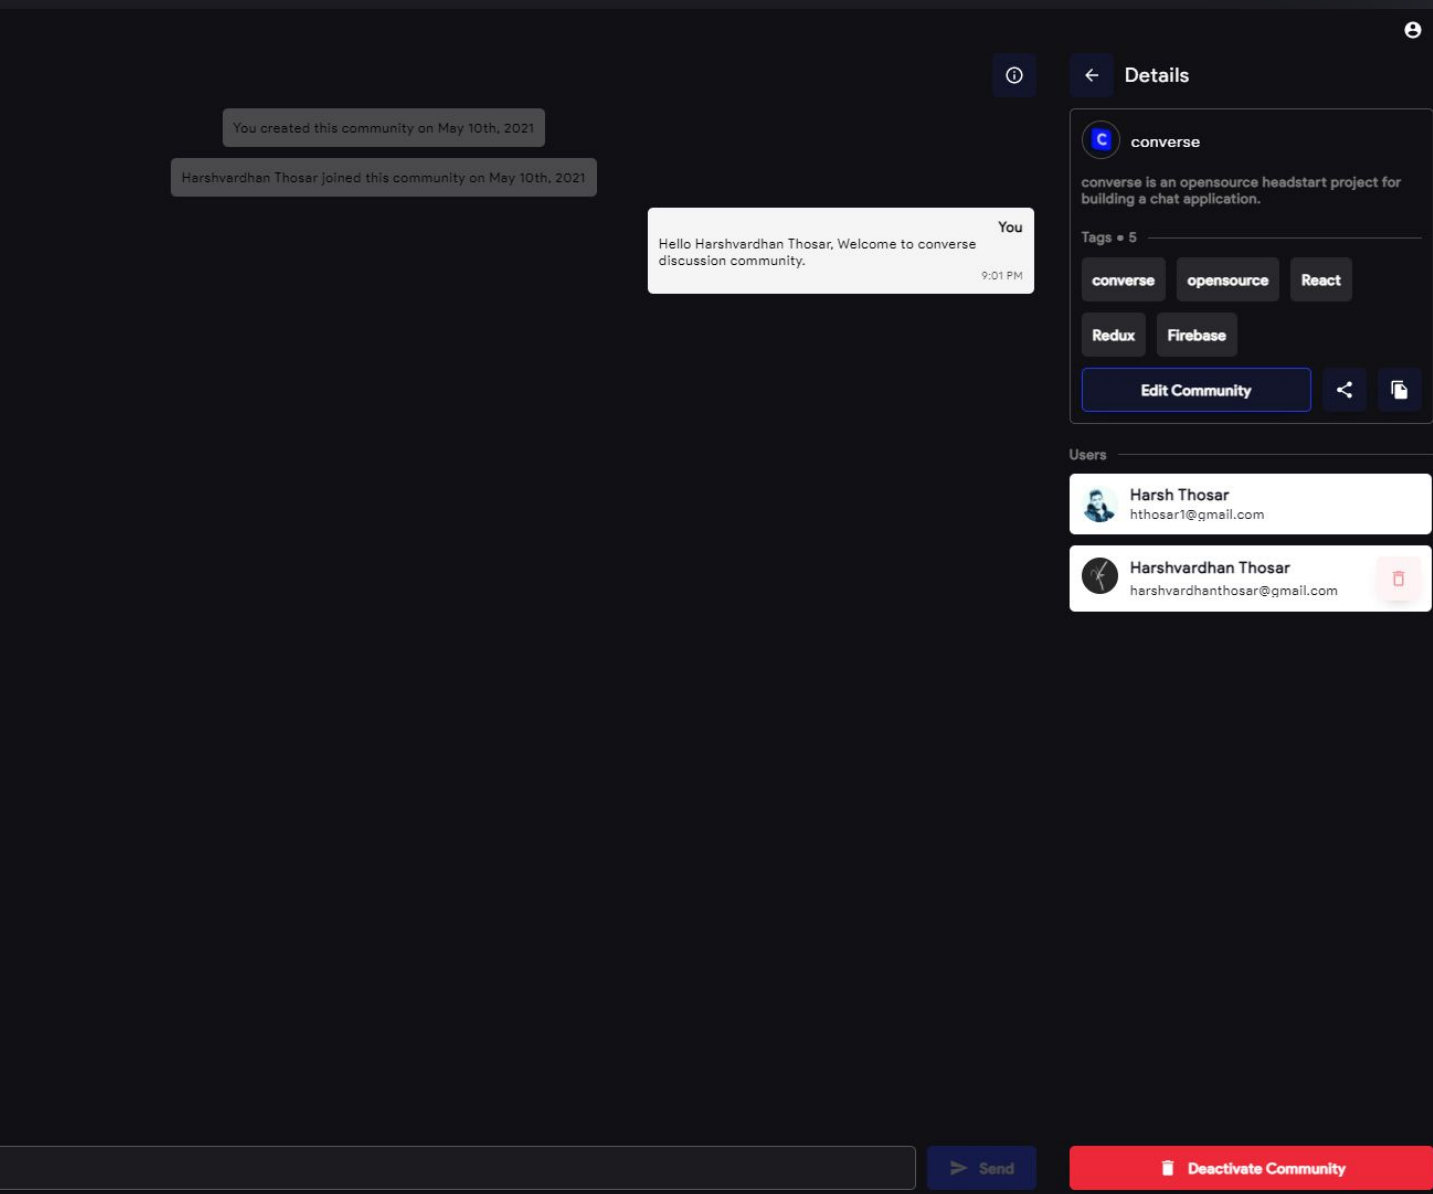 Details
You created this community on May 10th, 2021
Harshvardhan Thosar joined this community on May 10th, 2021
You
Hello Harshvardhan Thosar, Welcome to converse
discussion community.
9:01 PM
C
converse
converse is an opensource headstart project for
building a chat application.
Tags • 5
converse opensource React
Redux Firebase
Edit Community
Users
Harsh Thosar
hthosar1@gmail.com
Harshvardhan Thosar
harshvardhanthosar@gmail.com
Send
Deactivate Community